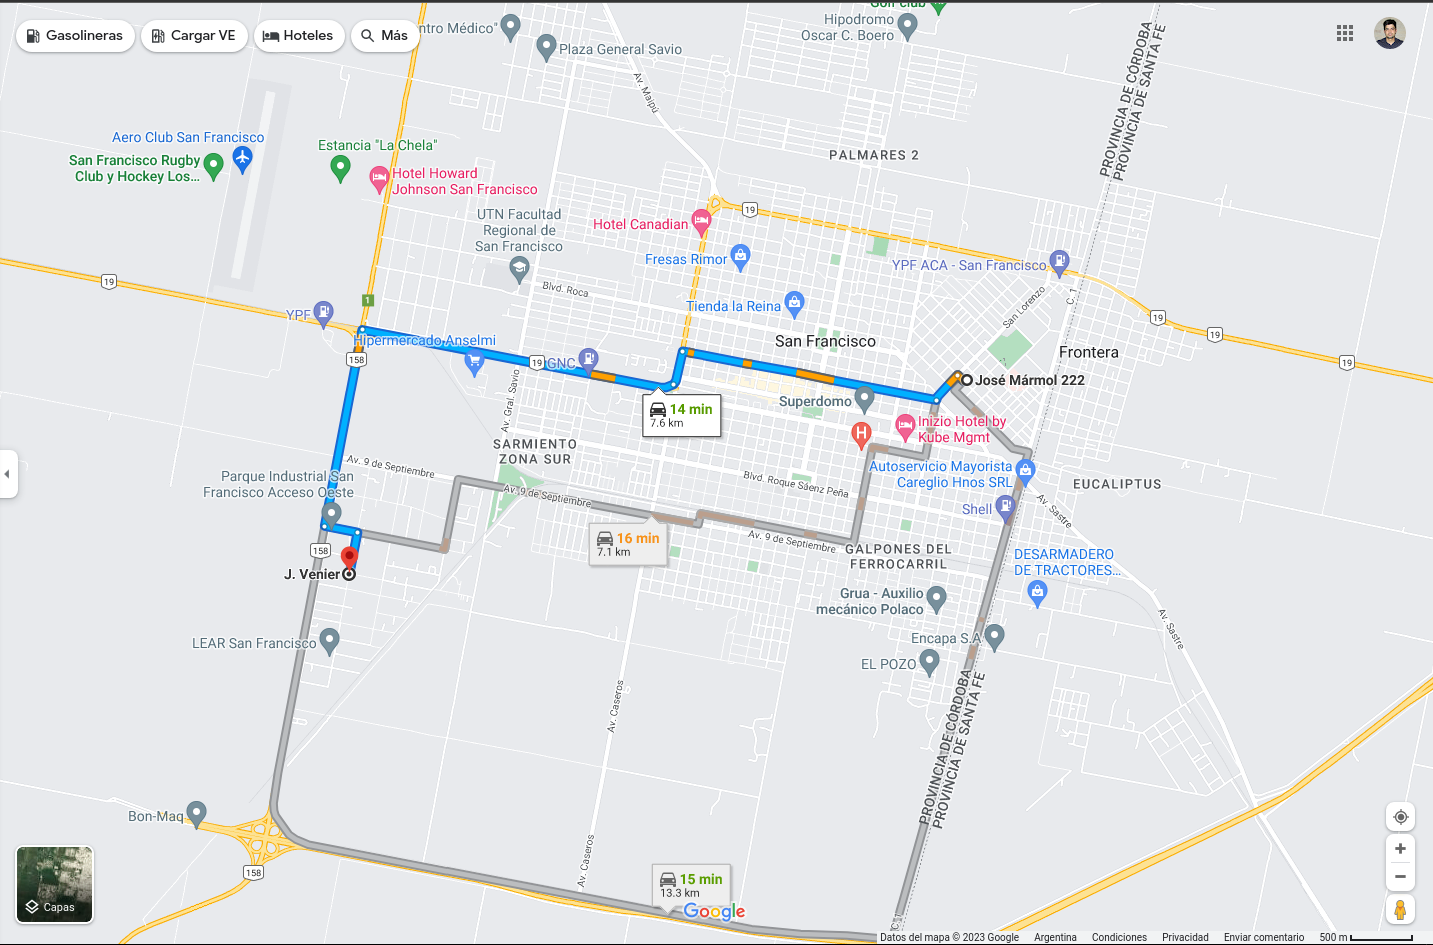 Gasolineras
Cargar VE
Hoteles
Más
ntro Médico"
Plaza General Savio
Hipodromo
Oscar C. Boero
Golf club
PROVINCIA DE CÓRDOBA
PROVINCIA DE SANTA FE
Av. Maipú
Aero Club San Francisco
San Francisco Rugby
Club y Hockey Los...
Estancia "La Chela"
Hotel Howard
Johnson San Francisco
PALMARES 2
UTN Facultad
Regional de
San Francisco
Hotel Canadian
19
Fresas Rimor
YPF ACA - San Francisco
19
Blvd. Roca
Tienda la Reina
San Lorenzo
C. 1
1
YPF
19
19
Hipermercado Anselmi
San Francisco
Frontera
158
19
GNC
19
José Mármol 222
Av. Gral. Savio
Superdomo
14 min
7.6 km
Inizio Hotel by
Kube Mgmt
H
SARMIENTO
ZONA SUR
Av. 9 de Septiembre
Parque Industrial San
Francisco Acceso Oeste
Autoservicio Mayorista
Careglio Hnos SRL
EUCALIPTUS
Blvd. Roque Sáenz Peña
Av. 9 de Septiembre
Shell
Av. Sastre
16 min
7.1 km
Av. 9 de Septiembre
158
J. Venier
GALPONES DEL
FERROCARRIL
DESARMADERO
DE TRACTORES...
Grua - Auxilio
mecánico Polaco
Av. Sastre
LEAR San Francisco
Encapa S.A
EL POZO
Av. Caseros
PROVINCIA DE CÓRDOBA
PROVINCIA DE SANTA FE
PROVINCIA DE CÓRDOBA
PROVINCIA DE SANTA FE
Bon-Maq
158
Av. Caseros
15 min
13.3 km
Capas
Google
C. 1
Datos del mapa © 2023 Google
Argentina
Condiciones
Privacidad
Enviar comentario
500 m